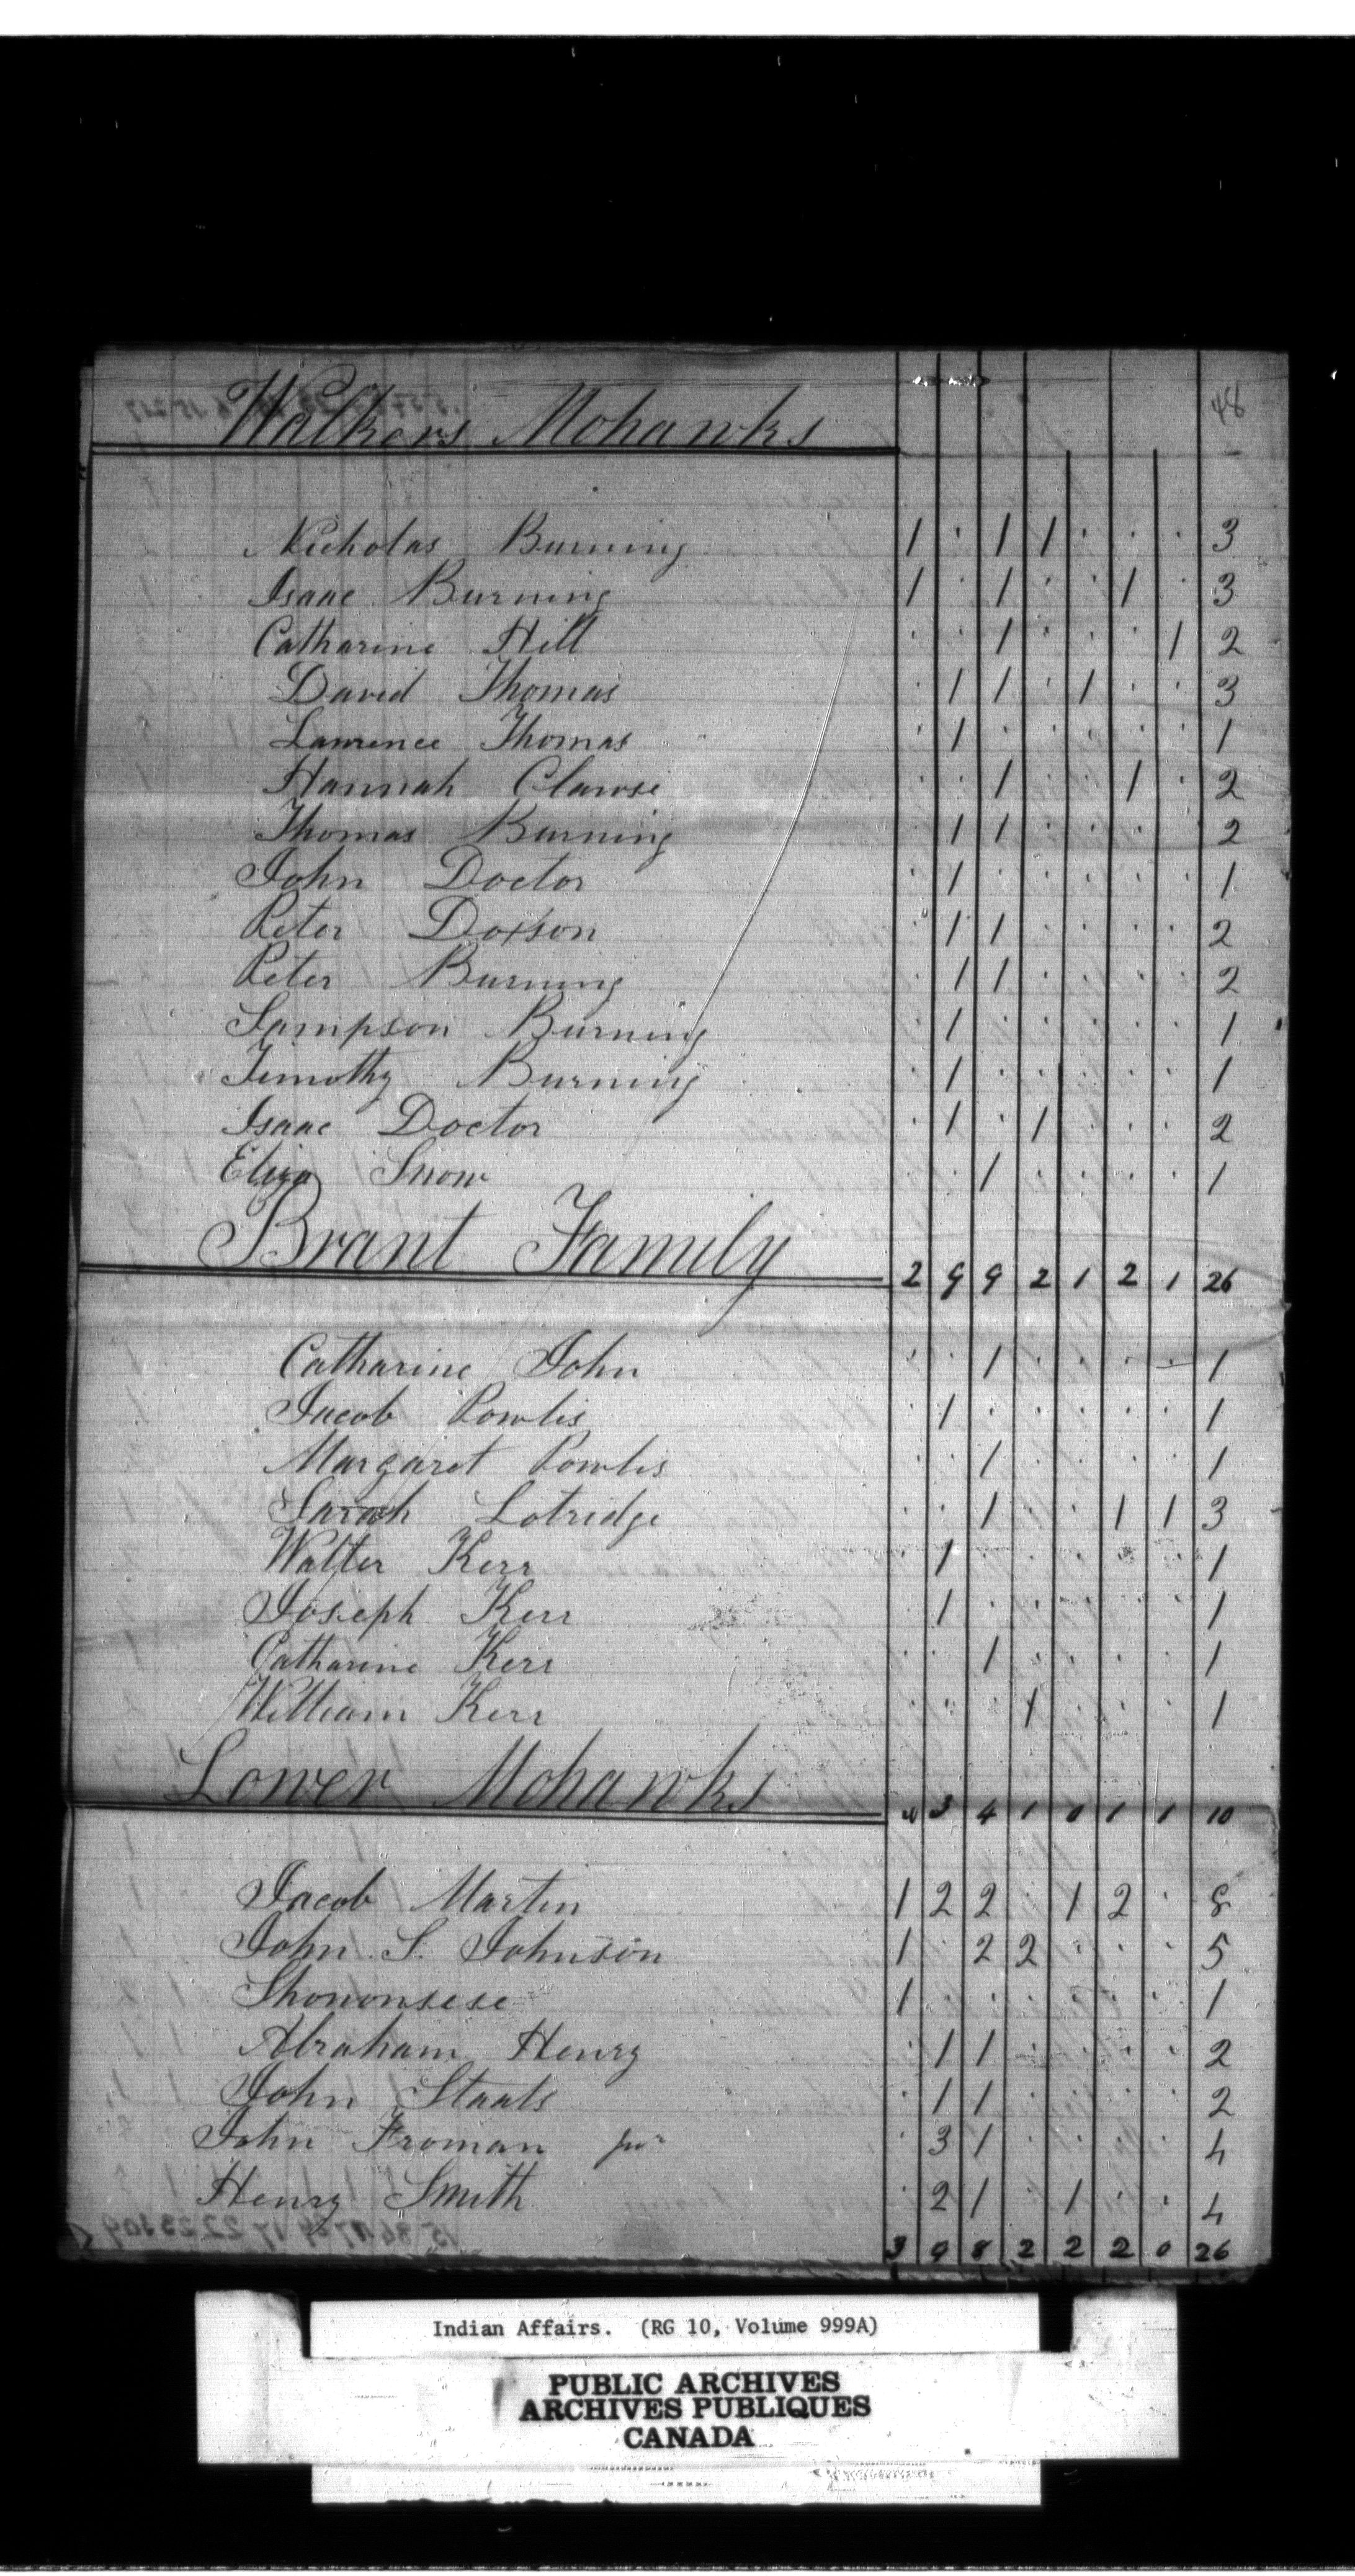 48
Walkers Mohawks
Nicholas Burning 1 · 1 1 · · · 3
Isaac Burning 1 · 1 · · 1 · 3
Catharine Hill · · 1 · · · 1 2
David Thomas · 1 1 · 1 · · 3
Lawrence Thomas · 1 · · · · · 1
Hannah Clawse · · 1 · · 1 · 2
Thomas Burning · 1 1 · · · · 2
John Doctor · 1 · · · · · 1
Peter Doxson · 1 1 · · · · 2
Peter Burning · 1 1 · · · · 2
Sampson Burning · 1 · · · · · 1
Timothy Burning · 1 · · · · · 1
Isaac Doctor · 1 · 1 · · · 2
Eliza Snow · · 1 · · · · 1
Brant Family 2 9 9 2 1 2 1 26
Catharine John · · 1 · · · · 1
Jacob Powlis · 1 · · · · · 1
Margaret Powlis · · 1 · · · · 1
Sarah Lotridge · · 1 · · 1 1 3
Walter Kerr · 1 · · · · · 1
Joseph Kerr · 1 · · · · · 1
Catharine Kerr · · 1 · · · · 1
William Kerr · · · 1 · · · 1
Lower Mohawks 3 4 1 0 1 1 10
Jacob Martin 1 2 2 · 1 2 · 8
John S. Johnson 1 · 2 2 · · · 5
Shononsese 1 · · · · · · 1
Abraham Henry · 1 1 · · · · 2
John Staats · 1 1 · · · · 2
John Froman junr · 3 1 · · · · 4
Henry Smith · 2 1 · 1 · · 4
3 9 8 2 2 2 0 26
Indian Affairs. (RG 10, Volume 999A)
PUBLIC ARCHIVES
ARCHIVES PUBLIQUES
CANADA